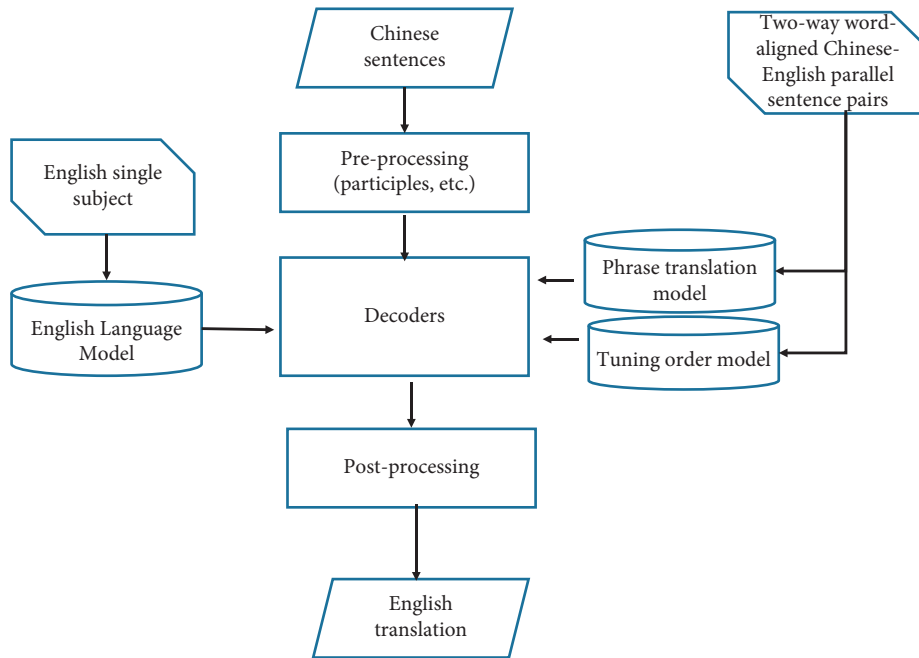 Chinese
sentences
Two-way word-
aligned Chinese-
English parallel
sentence pairs
Pre-processing
(participles, etc.)
English single
subject
Phrase translation
model
Decoders
English Language
Model
Tuning order model
Post-processing
English
translation